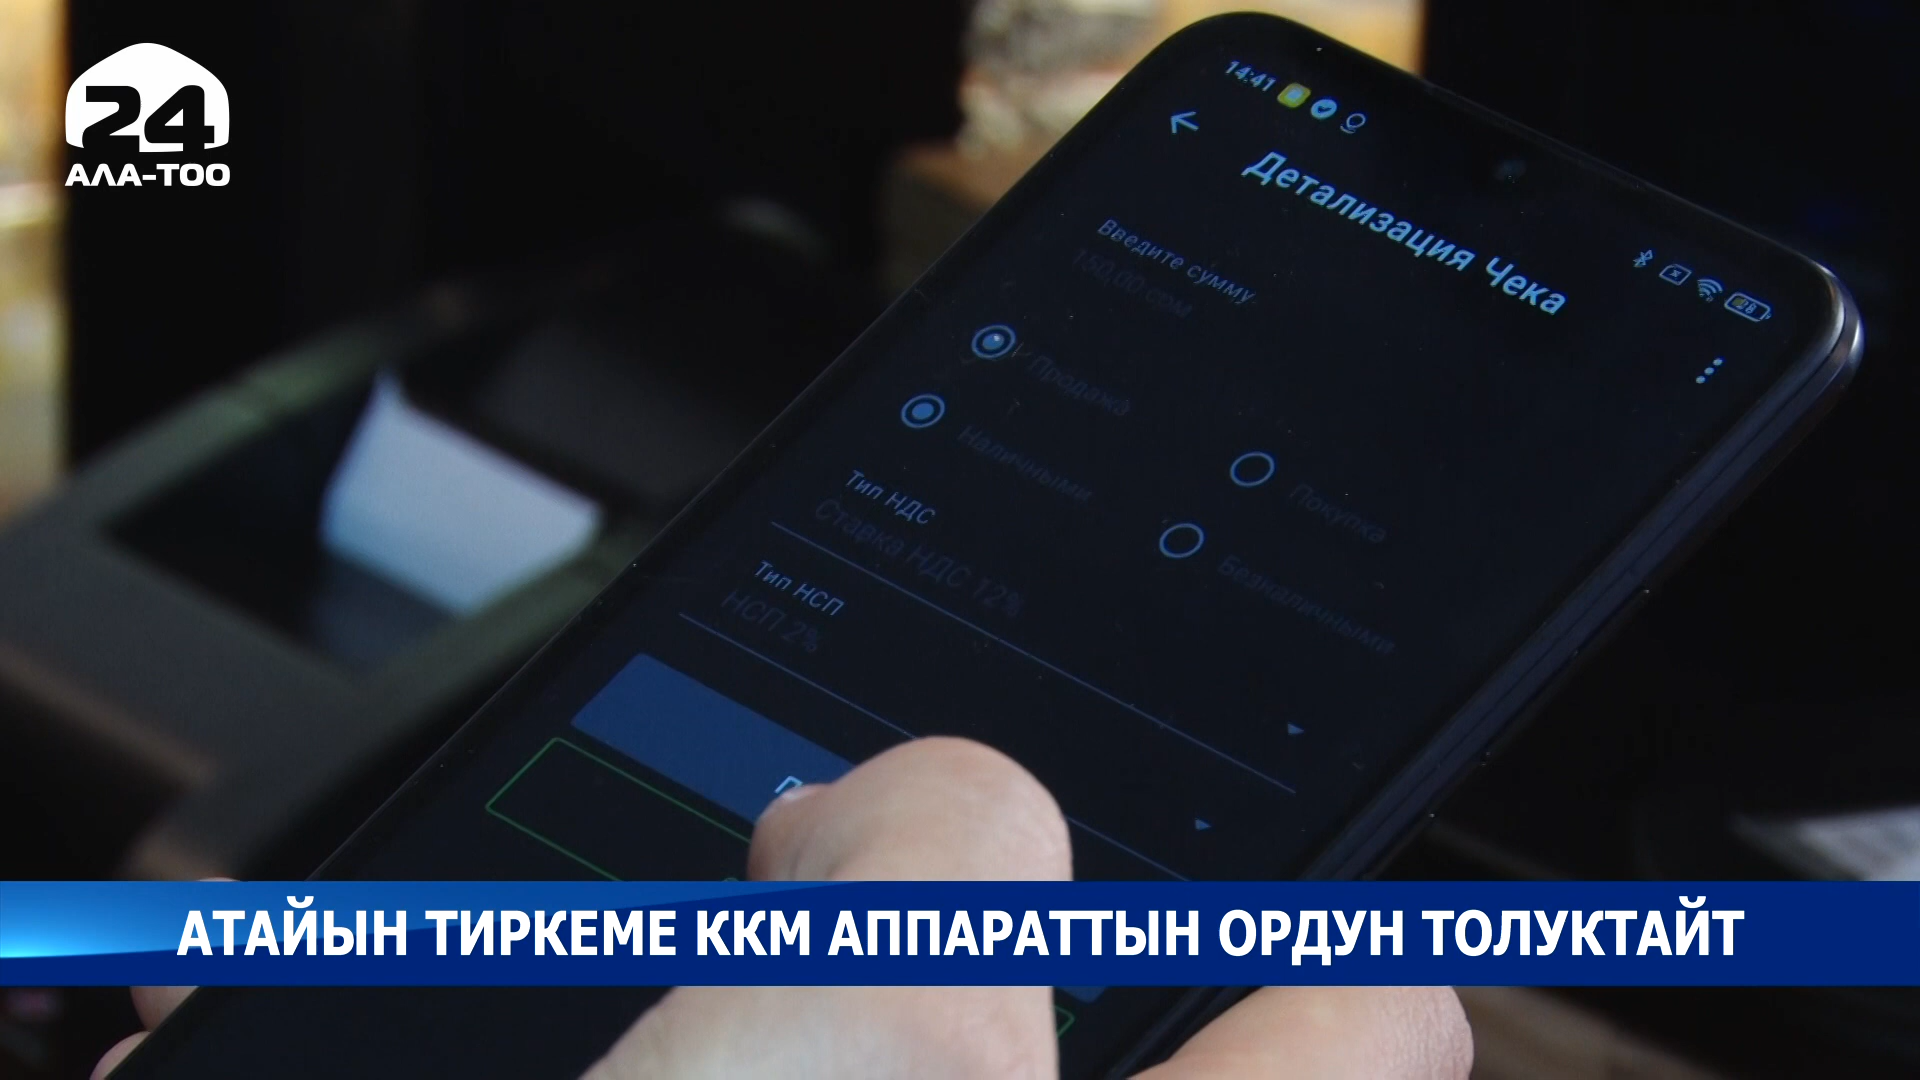 24
АЛА-ТОО
14:41
Детализация Чека
28
Введите сумму
150,00 сом
Продажа
Покупка
Наличными
Безналичными
Тип НДС
Ставка НДС 12%
Тип НСП
НСП 2%
АТАЙЫН ТИРКЕМЕ ККМ АППАРАТТЫН ОРДУН ТОЛУКТАЙТ